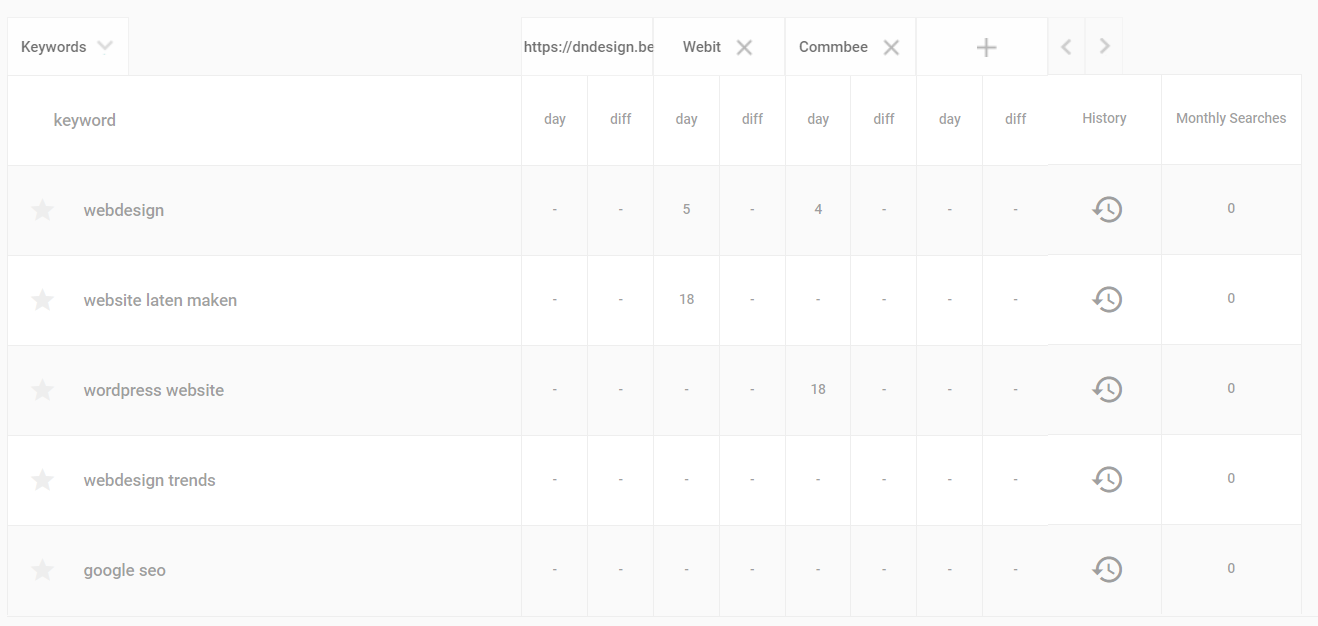 Keywords https://dndesign.be Webit Commbee
keyword day diff day diff day diff day diff History Monthly Searches
webdesign - - 5 - 4 - - - 0
website laten maken - - 18 - - - - - 0
wordpress website - - - - 18 - - - 0
webdesign trends - - - - - - - - 0
google seo - - - - - - - - 0